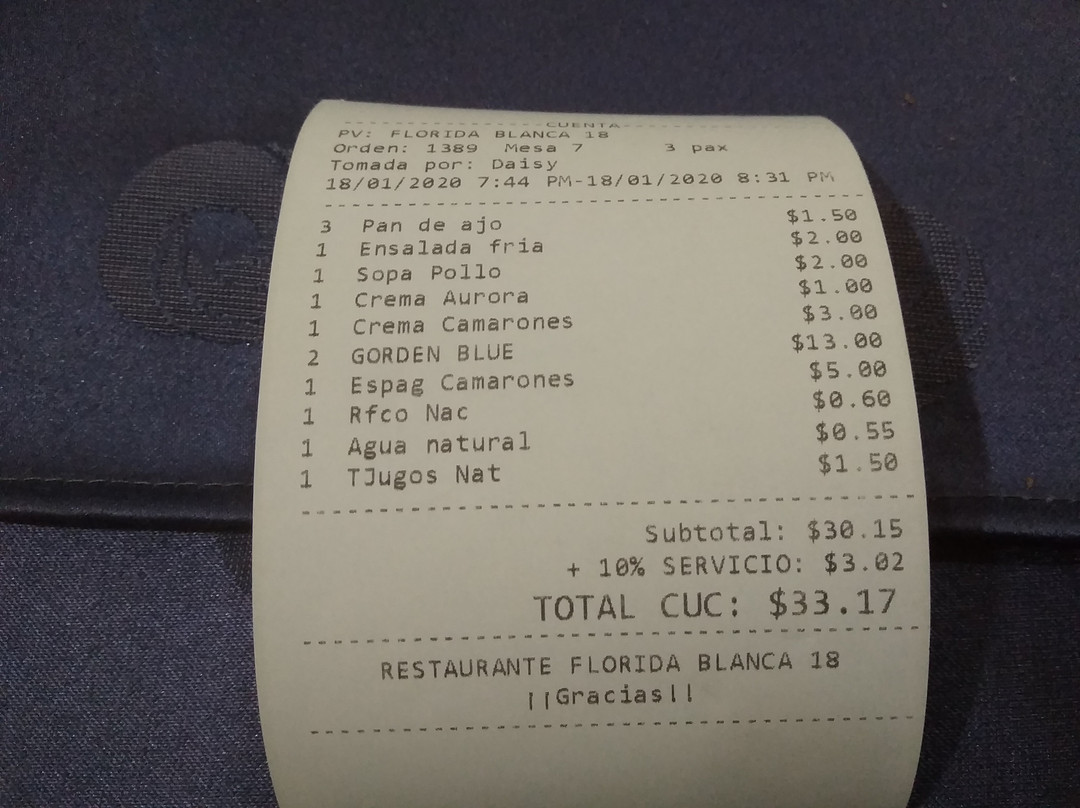 CUENTA
PV: FLORIDA BLANCA 18
Orden: 1389 Mesa 7 3 pax
Tomada por: Daisy
18/01/2020 7:44 PM-18/01/2020 8:31 PM
3 Pan de ajo $1.50
1 Ensalada fria $2.00
1 Sopa Pollo $2.00
1 Crema Aurora $1.00
1 Crema Camarones $3.00
2 GORDEN BLUE $13.00
1 Espag Camarones $5.00
1 Rfco Nac $0.60
1 Agua natural $0.55
1 TJugos Nat $1.50
Subtotal: $30.15
+ 10% SERVICIO: $3.02
TOTAL CUC: $33.17
RESTAURANTE FLORIDA BLANCA 18
¡¡Gracias!!